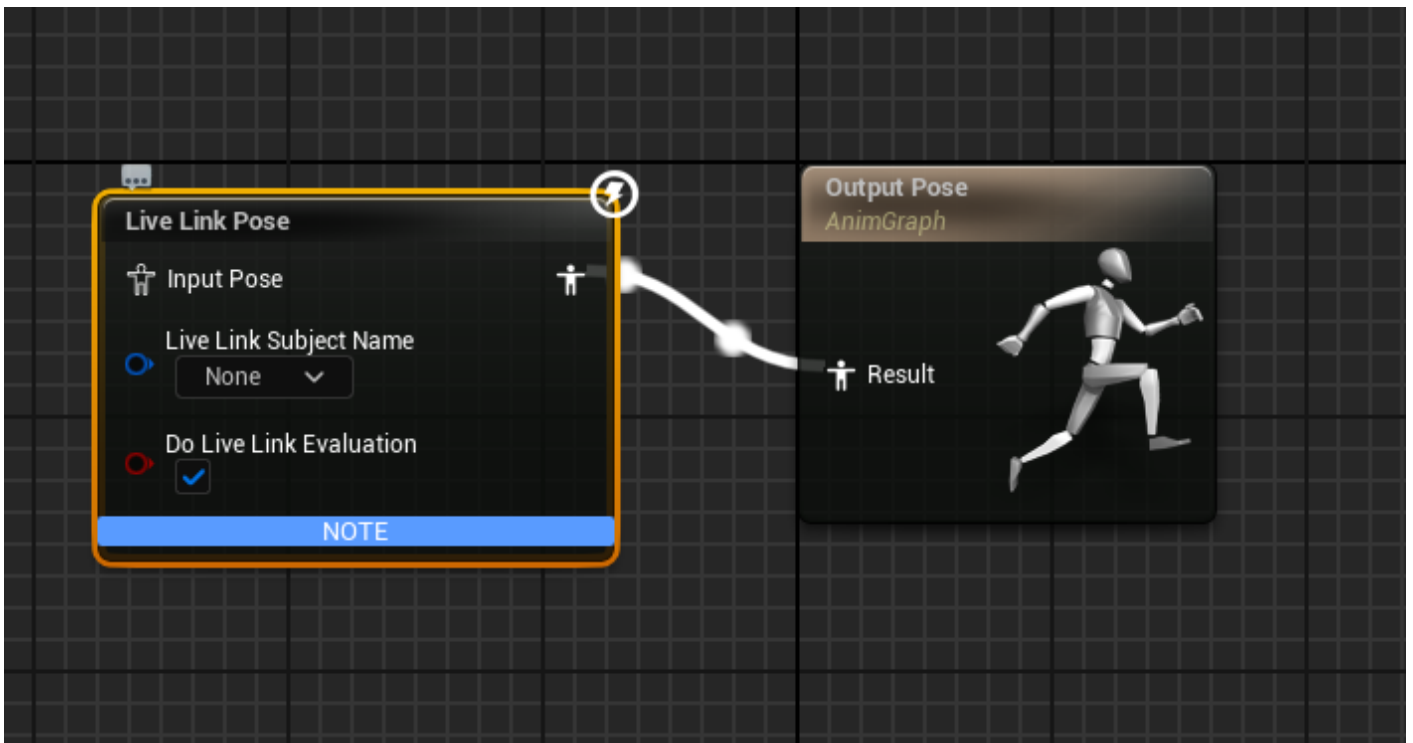 Live Link Pose
Input Pose
Live Link Subject Name
None
Do Live Link Evaluation
NOTE
Output Pose
AnimGraph
Result